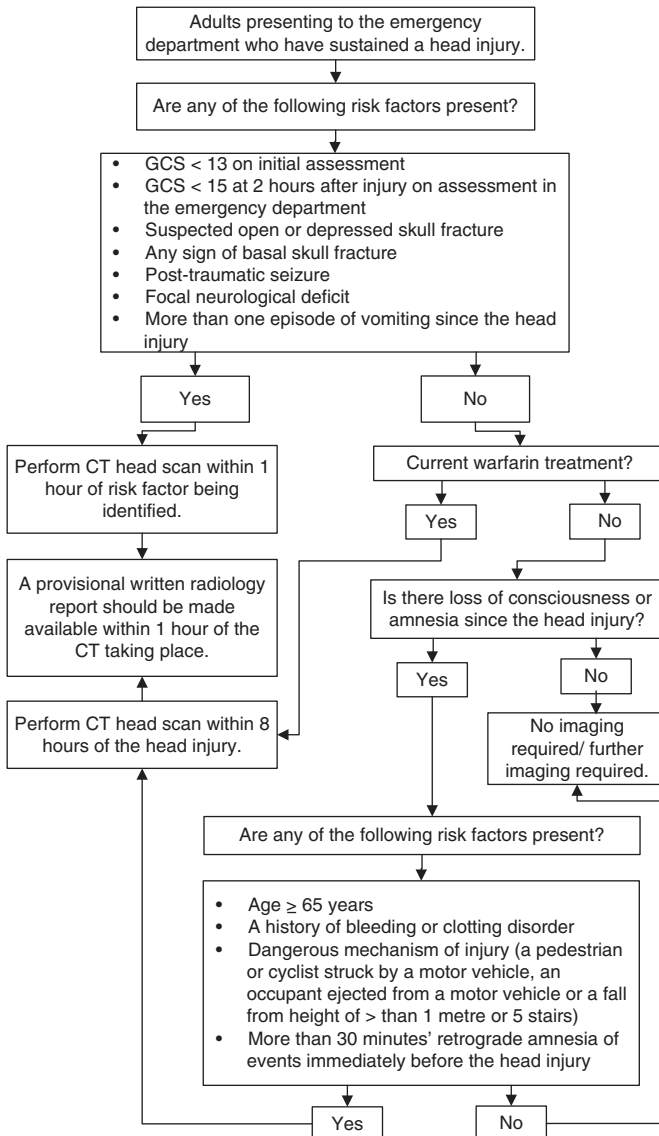 Adults presenting to the emergency
department who have sustained a head injury.
Are any of the following risk factors present?
• GCS < 13 on initial assessment
• GCS < 15 at 2 hours after injury on assessment in
the emergency department
• Suspected open or depressed skull fracture
• Any sign of basal skull fracture
• Post-traumatic seizure
• Focal neurological deficit
• More than one episode of vomiting since the head
injury
Yes
No
Perform CT head scan within 1
hour of risk factor being
identified.
Current warfarin treatment?
Yes
No
A provisional written radiology
report should be made
available within 1 hour of the
CT taking place.
Is there loss of consciousness or
amnesia since the head injury?
Yes
No
Perform CT head scan within 8
hours of the head injury.
No imaging
required/ further
imaging required.
Are any of the following risk factors present?
• Age ≥ 65 years
• A history of bleeding or clotting disorder
• Dangerous mechanism of injury (a pedestrian
or cyclist struck by a motor vehicle, an
occupant ejected from a motor vehicle or a fall
from height of > than 1 metre or 5 stairs)
• More than 30 minutes’ retrograde amnesia of
events immediately before the head injury
Yes
No